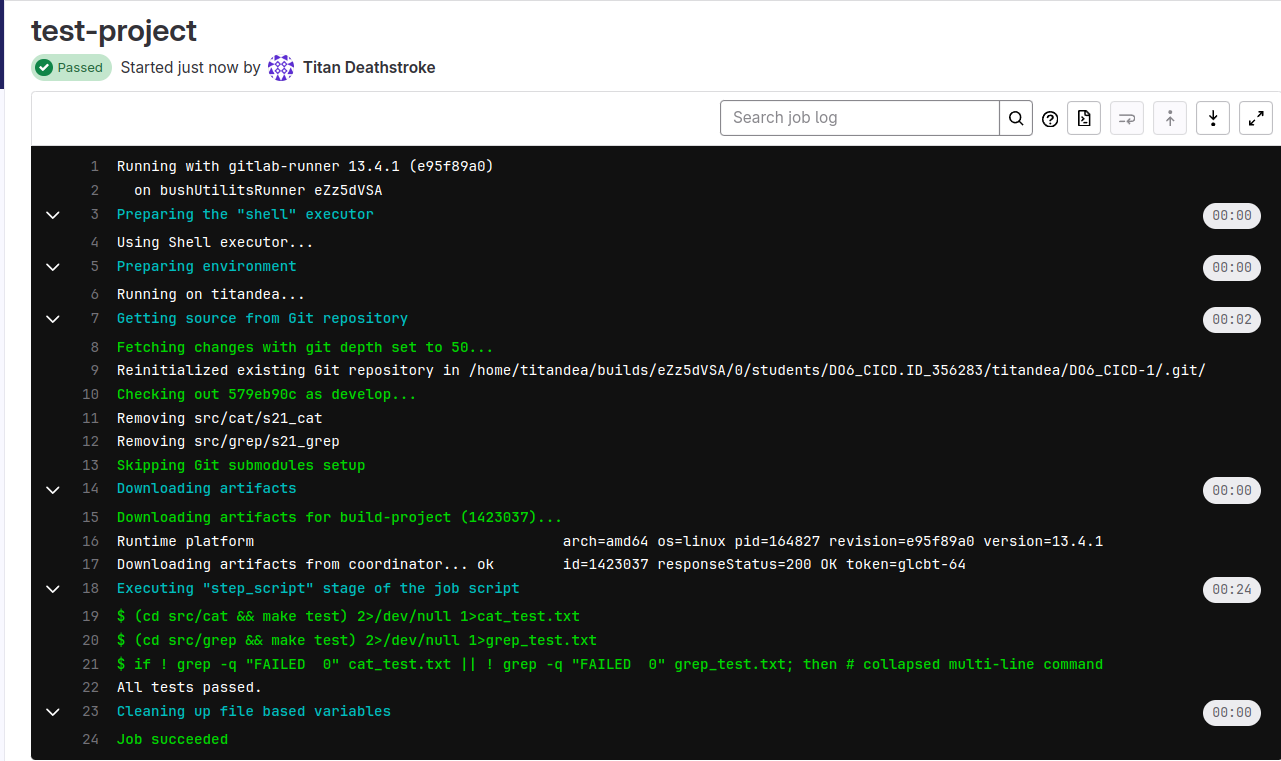 test-project
Passed Started just now by Titan Deathstroke
Search job log
1 Running with gitlab-runner 13.4.1 (e95f89a0)
2 on bushUtilitsRunner eZz5dVSA
3 Preparing the "shell" executor 00:00
4 Using Shell executor...
5 Preparing environment 00:00
6 Running on titandea...
7 Getting source from Git repository 00:02
8 Fetching changes with git depth set to 50...
9 Reinitialized existing Git repository in /home/titandea/builds/eZz5dVSA/0/students/DO6_CICD.ID_356283/titandea/DO6_CICD-1/.git/
10 Checking out 579eb90c as develop...
11 Removing src/cat/s21_cat
12 Removing src/grep/s21_grep
13 Skipping Git submodules setup
14 Downloading artifacts 00:00
15 Downloading artifacts for build-project (1423037)...
16 Runtime platform arch=amd64 os=linux pid=164827 revision=e95f89a0 version=13.4.1
17 Downloading artifacts from coordinator... ok id=1423037 responseStatus=200 OK token=glcbt-64
18 Executing "step_script" stage of the job script 00:24
19 $ (cd src/cat && make test) 2>/dev/null 1>cat_test.txt
20 $ (cd src/grep && make test) 2>/dev/null 1>grep_test.txt
21 $ if ! grep -q "FAILED  0" cat_test.txt || ! grep -q "FAILED  0" grep_test.txt; then # collapsed multi-line command
22 All tests passed.
23 Cleaning up file based variables 00:00
24 Job succeeded